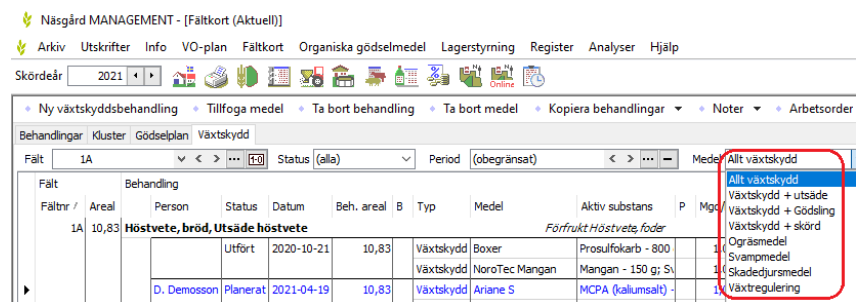 Näsgård MANAGEMENT - [Fältkort (Aktuell)]
Arkiv Utskrifter Info VO-plan Fältkort Organiska gödselmedel Lagerstyrning Register Analyser Hjälp
Skördeår 2021
Online
Ny växtskyddsbehandling Tillfoga medel Ta bort behandling Ta bort medel Kopiera behandlingar Noter Arbetsorder
Behandlingar Kluster Gödselplan Växtskydd
Fält 1A 1-0 Status (alla) Period (obegränsat) Medel Allt växtskydd
Allt växtskydd
Växtskydd + utsäde
Växtskydd + Gödsling
Växtskydd + skörd
Ogräsmedel
Svampmedel
Skadedjursmedel
Växtregulering
Fält Behandling
Fältnr / Areal Person Status Datum Beh. areal B Typ Medel Aktiv substans P
1A 10,83 Höstvete, bröd, Utsäde höstvete Förfrukt Höstvete, foder
Utfört 2020-10-21 10,83 Växtskydd Boxer Prosulfokarb - 800
Växtskydd NoroTec Mangan Mangan - 150 g;
D. Demosson Planerat 2021-04-19 10,83 Växtskydd Ariane S MCPA (kaliumsalt) -